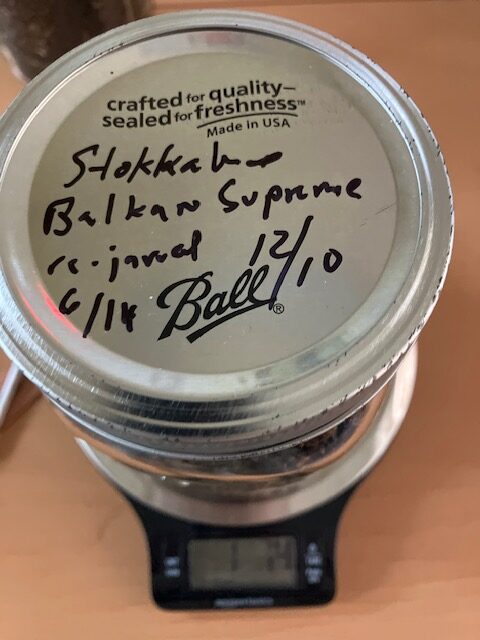 crafted for quality–
sealed for freshness™
Made in USA
Stokkebye
Balkan Supreme
re-jarred 12/10
6/14
Ball®